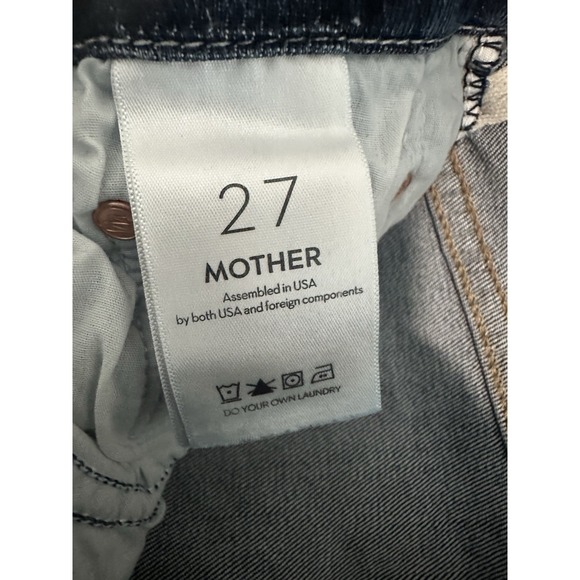 27
MOTHER
Assembled in USA
by both USA and foreign components
DO YOUR OWN LAUNDRY